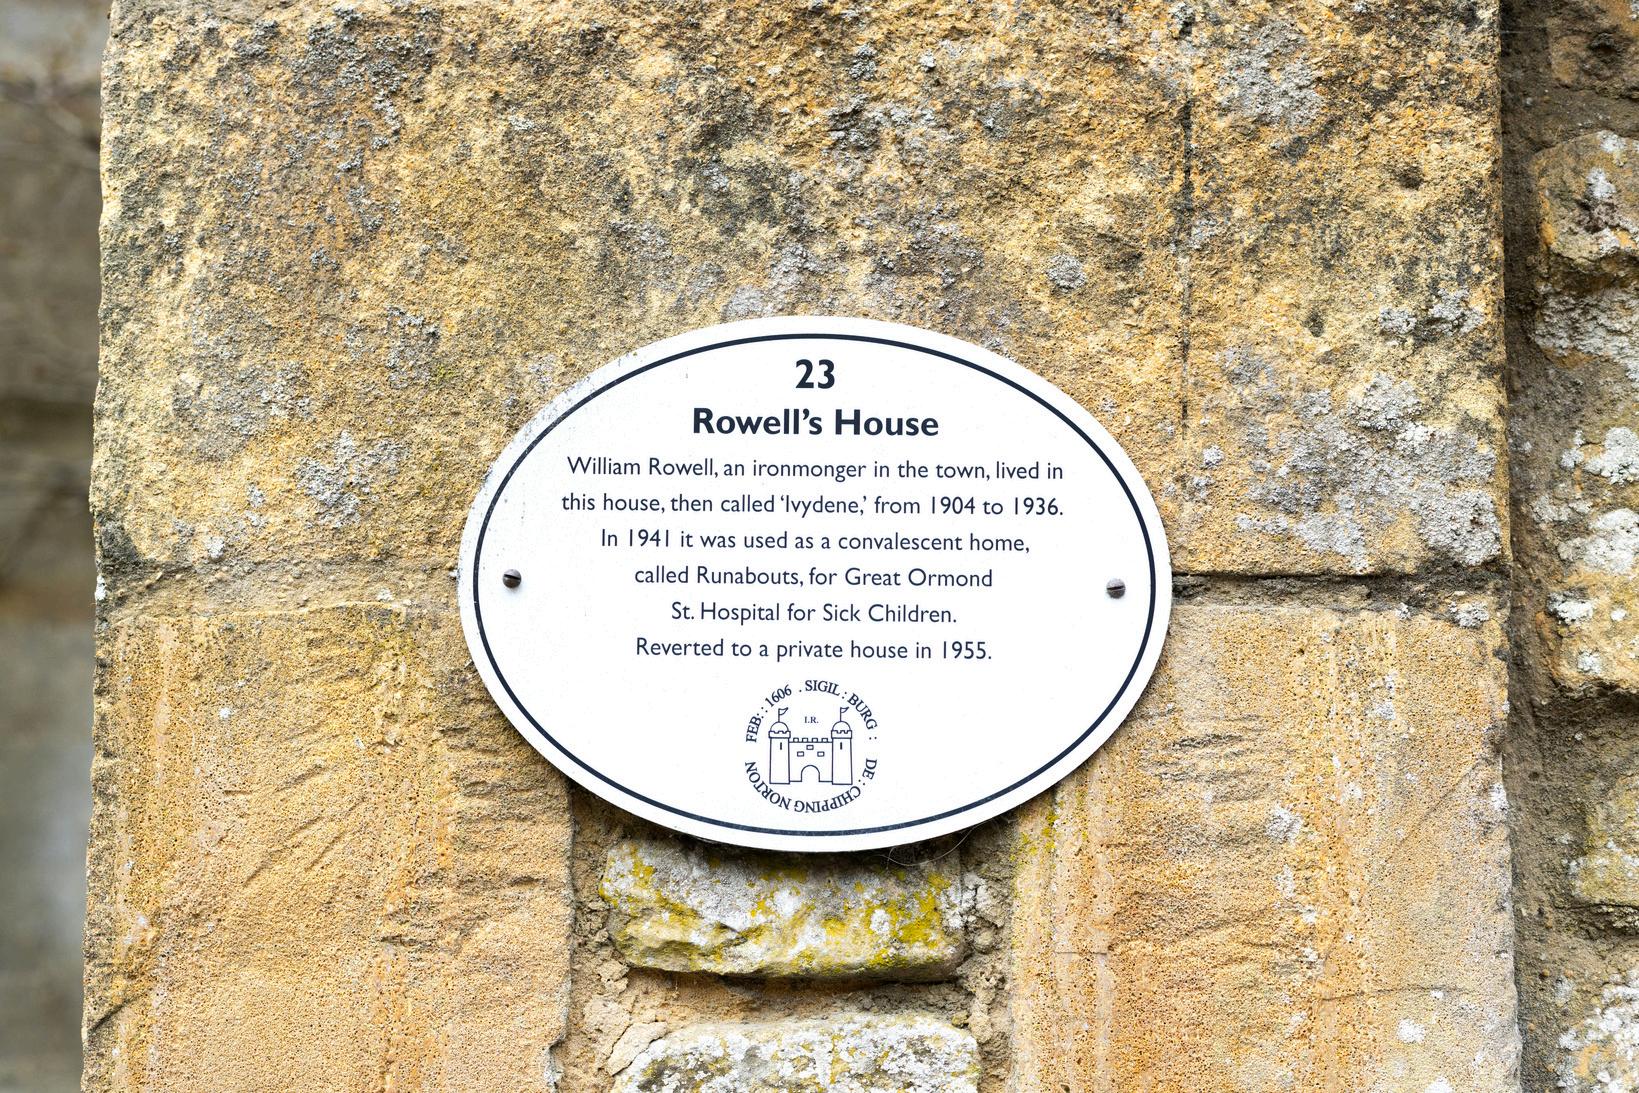 23
Rowell's House
William Rowell, an ironmonger in the town, lived in
this house, then called ‘Ivydene,’ from 1904 to 1936.
In 1941 it was used as a convalescent home,
called Runabouts, for Great Ormond
St. Hospital for Sick Children.
Reverted to a private house in 1955.
FEB: : 1606 . SIGIL : BURG : DE : CHIPPING NORTON
I.R.